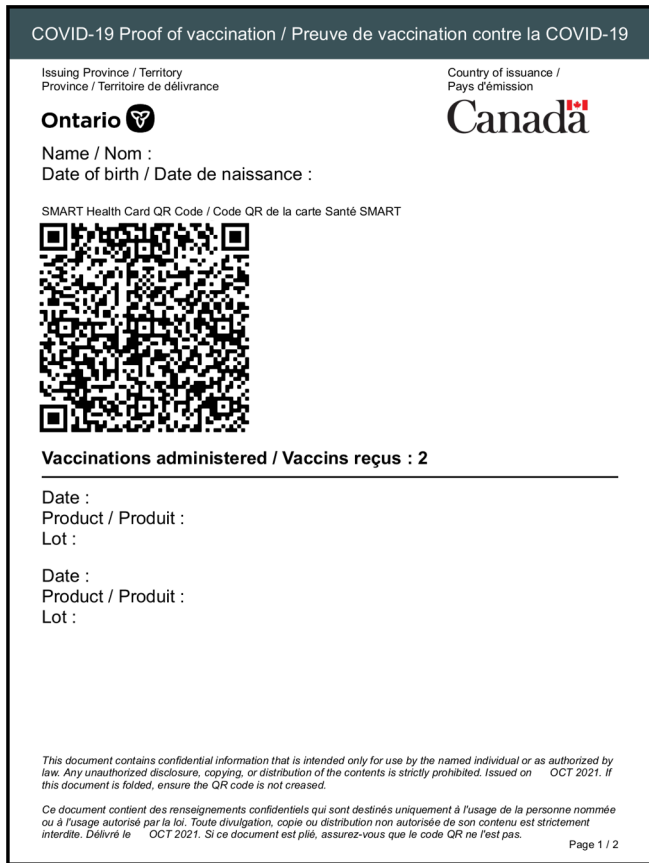 COVID-19 Proof of vaccination / Preuve de vaccination contre la COVID-19
Issuing Province / Territory
Province / Territoire de délivrance
Country of issuance /
Pays d'émission
Ontario
Canada
Name / Nom :
Date of birth / Date de naissance :
SMART Health Card QR Code / Code QR de la carte Santé SMART
Vaccinations administered / Vaccins reçus : 2
Date :
Product / Produit :
Lot :
Date :
Product / Produit :
Lot :
This document contains confidential information that is intended only for use by the named individual or as authorized by
law. Any unauthorized disclosure, copying, or distribution of the contents is strictly prohibited. Issued on OCT 2021. If
this document is folded, ensure the QR code is not creased.
Ce document contient des renseignements confidentiels qui sont destinés uniquement à l'usage de la personne nommée
ou à l'usage autorisé par la loi. Toute divulgation, copie ou distribution non autorisée de son contenu est strictement
interdite. Délivré le OCT 2021. Si ce document est plié, assurez-vous que le code QR ne l'est pas.
Page 1 / 2